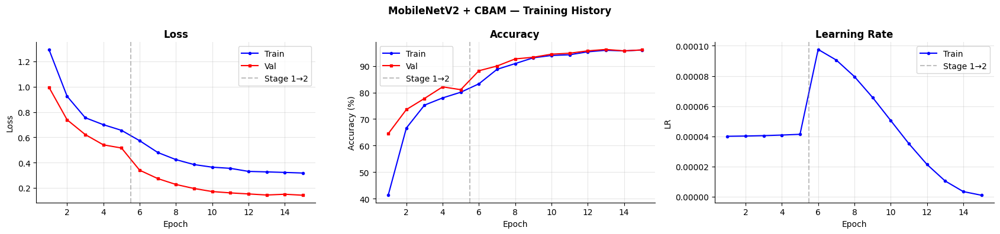 MobileNetV2 + CBAM — Training History
Loss
Train
Val
Stage 1→2
1.2
1.0
0.8
0.6
0.4
0.2
Loss
2 4 6 8 10 12 14
Epoch
Accuracy
Train
Val
Stage 1→2
90
80
70
60
50
40
Accuracy (%)
2 4 6 8 10 12 14
Epoch
Learning Rate
Train
Stage 1→2
0.00010
0.00008
0.00006
0.00004
0.00002
0.00000
LR
2 4 6 8 10 12 14
Epoch